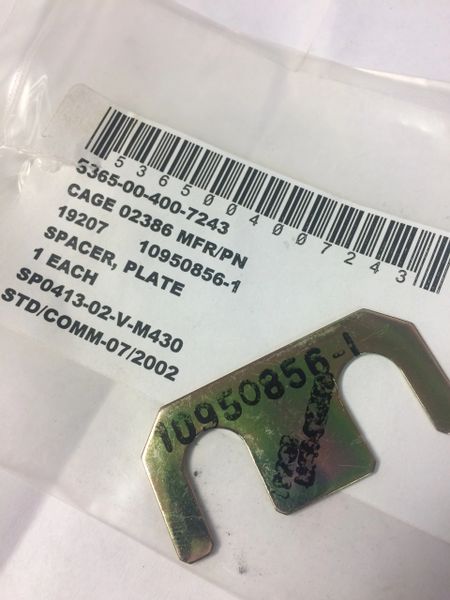 5365004007243
5365-00-400-7243
CAGE 02386 MFR/PN
19207 10950856-1
SPACER, PLATE
1 EACH
SP0413-02-V-M430
STD/COMM-07/2002
10950856-1